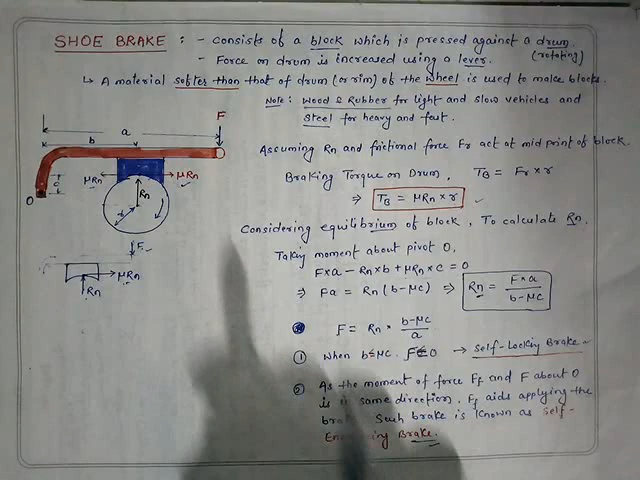 SHOE BRAKE : - Consists of a block which is pressed against a drum.
- Force on drum is increased using a lever. (rotating)
↳ A material softer than that of drum (or rim) of the wheel is used to make blocks.
Note: Wood & Rubber for light and slow vehicles and
Steel for heavy and fast.
a
F
b
c
O
μRn
μRn
Rn
r
Assuming Rn and frictional force Fr act at mid point of block.
Braking Torque on Drum, TB = Fr × r
⇒ TB = μRn × r
Considering equilibrium of block, To calculate Rn.
Taking moment about pivot O,
F×a - Rn×b + μRn×c = 0
⇒ Fa = Rn (b-μc) ⇒ Rn = F×a / b-μc
F
μRn
Rn
F = Rn × b-μc / a
① When b≤μc. F≤0 → Self-Locking Brake
② As the moment of force Ff and F about O
is in same direction. Ff aids applying the
brake. Such brake is known as Self-
Energizing Brake.